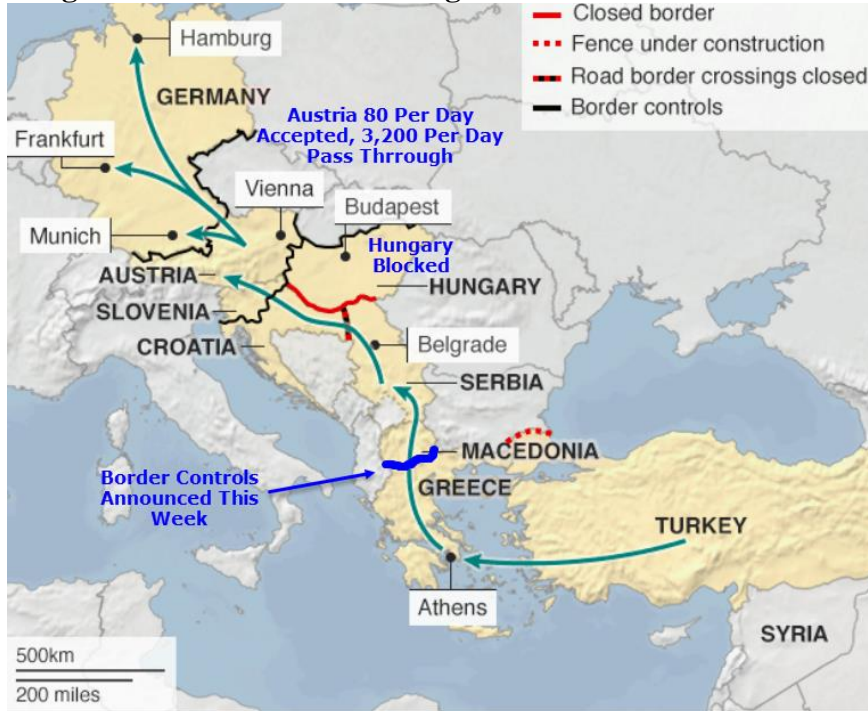 Closed border
Fence under construction
Road border crossings closed
Border controls
Hamburg
GERMANY
Austria 80 Per Day
Accepted, 3,200 Per Day
Pass Thrrough
Frankfurt
Vienna
Budapest
Munich
Hungary
Blocked
AUSTRIA
HUNGARY
SLOVENIA
CROATIA
Belgrade
SERBIA
MACEDONIA
Border Controls
Announced This
Week
GREECE
TURKEY
Athens
SYRIA
500km
200 miles